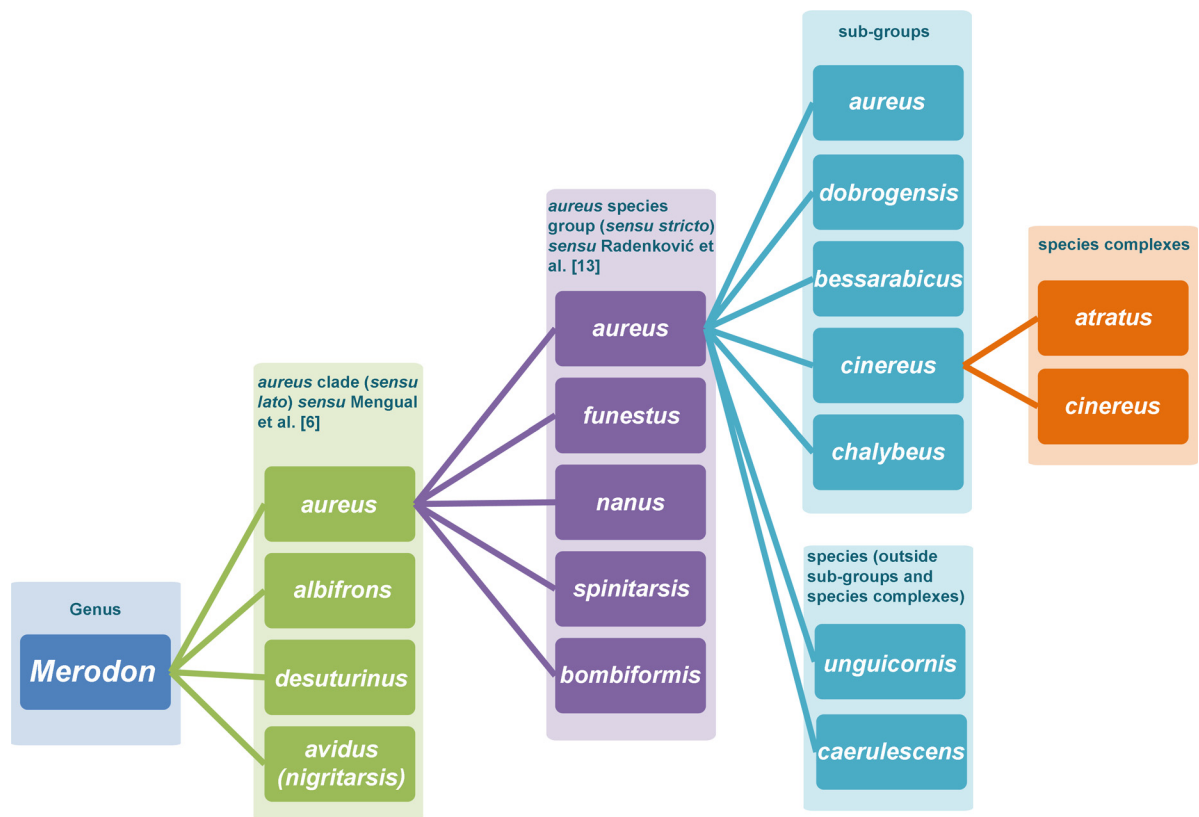 Genus
Merodon
aureus clade (sensu
lato) sensu Mengual
et al. [6]
aureus
albifrons
desuturinus
avidus
(nigritarsis)
aureus species
group (sensu stricto)
sensu Radenković et
al. [13]
aureus
funestus
nanus
spinitarsis
bombiformis
sub-groups
aureus
dobrogensis
bessarabicus
cinereus
chalybeus
species (outside
sub-groups and
species complexes)
unguicornis
caerulescens
species complexes
atratus
cinereus